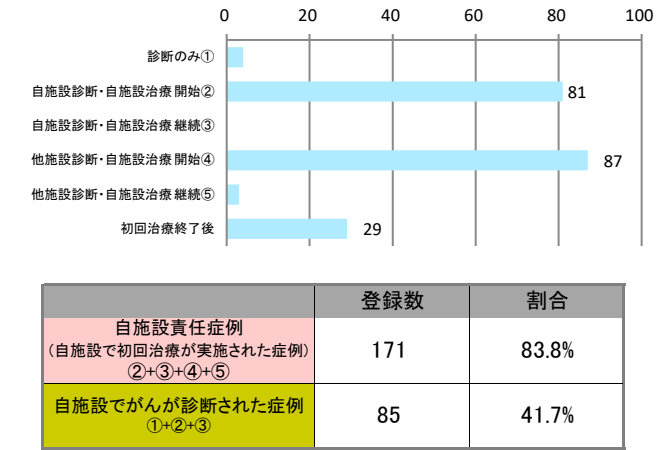 0 20 40 60 80 100
診断のみ①
自施設診断・自施設治療開始② 81
自施設診断・自施設治療継続③
他施設診断・自施設治療開始④ 87
他施設診断・自施設治療継続⑤
初回治療終了後 29
登録数 割合
自施設責任症例
(自施設で初回治療が実施された症例)
②+③+④+⑤
171 83.8%
自施設でがんが診断された症例
①+②+③
85 41.7%